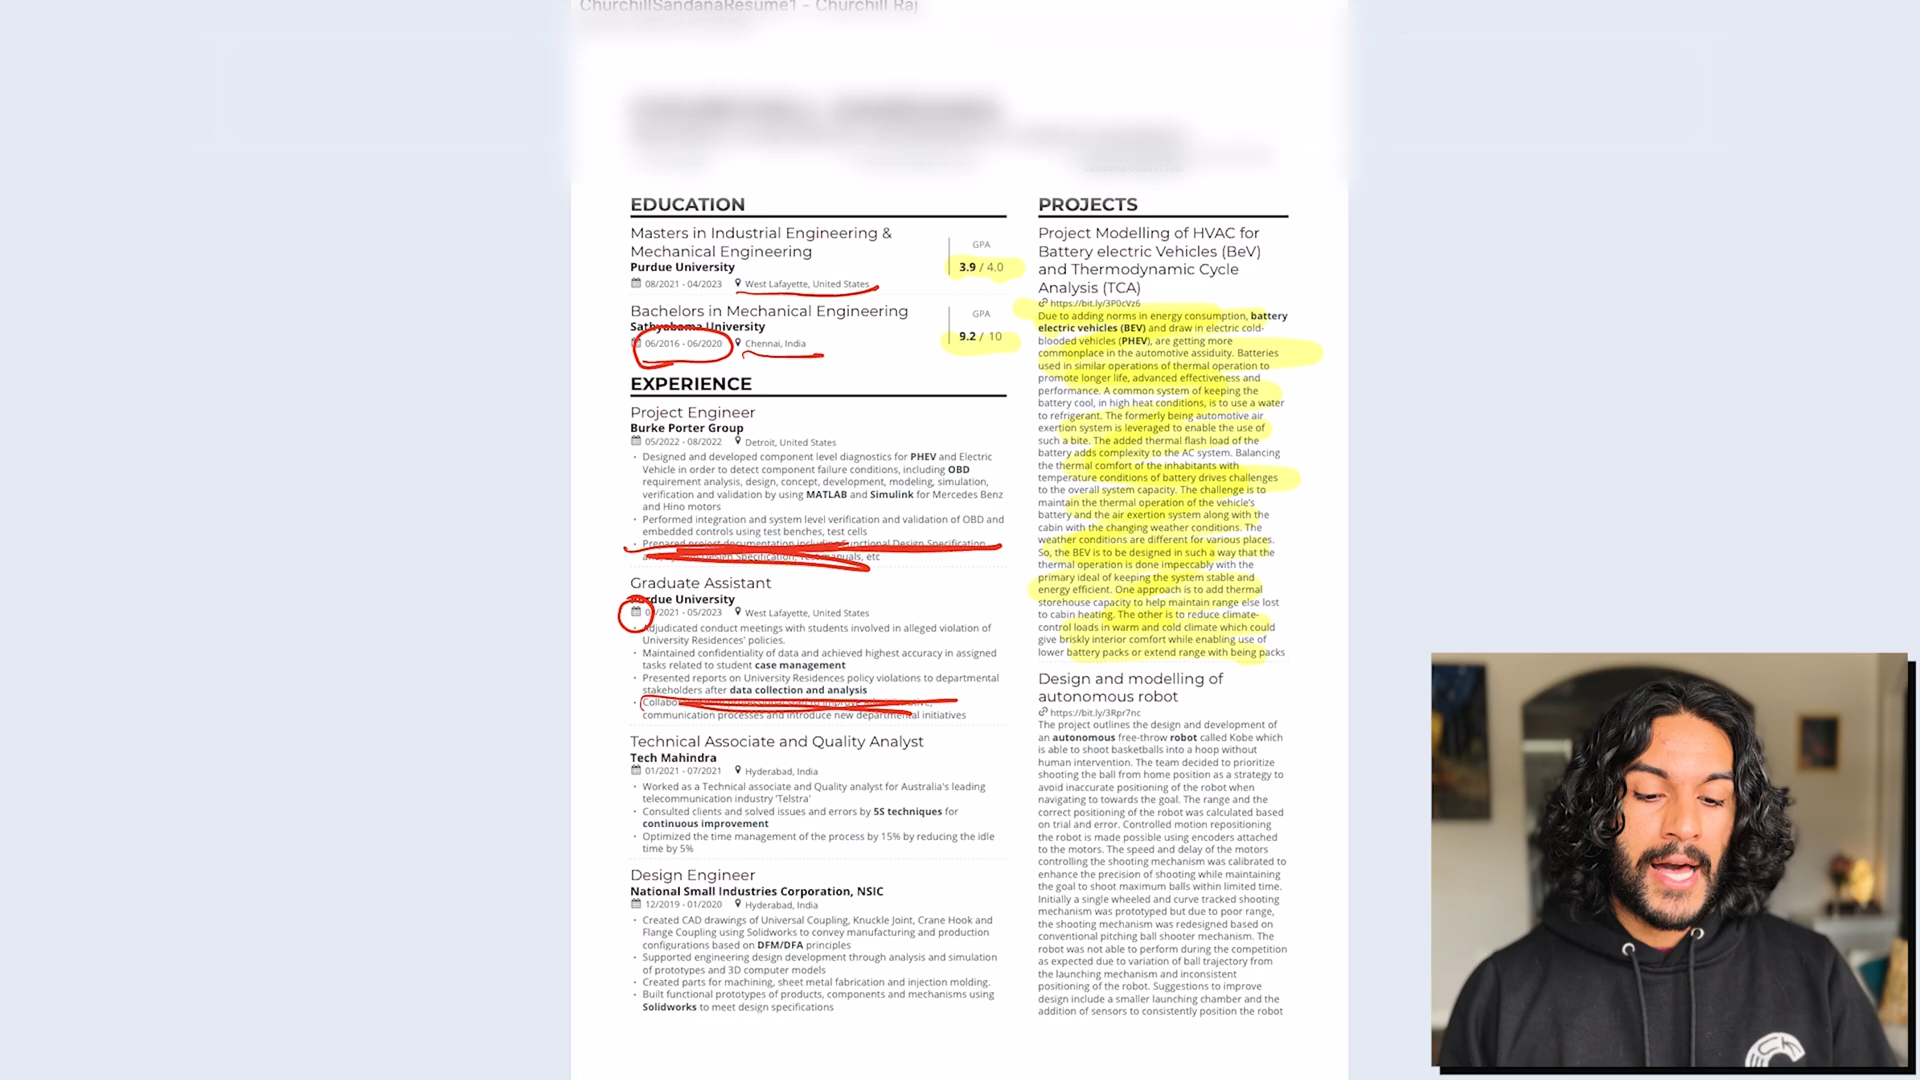 ChurchillSandanaResume1 - Churchill Raj
EDUCATION
Masters in Industrial Engineering &
Mechanical Engineering
Purdue University
08/2021 - 04/2023 West Lafayette, United States
GPA
3.9 / 4.0
Bachelors in Mechanical Engineering
Sathyabama University
06/2016 - 06/2020 Chennai, India
GPA
9.2 / 10
EXPERIENCE
Project Engineer
Burke Porter Group
05/2022 - 08/2022 Detroit, United States
· Designed and developed component level diagnostics for PHEV and Electric
Vehicle in order to detect component failure conditions, including OBD
requirement analysis, design, concept, development, modeling, simulation,
verification and validation by using MATLAB and Simulink for Mercedes Benz
and Hino motors
· Performed integration and system level verification and validation of OBD and
embedded controls using test benches, test cells
· Prepared project documentation including Functional Design Specification
Design Specification, manuals, etc
Graduate Assistant
Purdue University
/2021 - 05/2023 West Lafayette, United States
· Adjudicated conduct meetings with students involved in alleged violation of
University Residences' policies.
· Maintained confidentiality of data and achieved highest accuracy in assigned
tasks related to student case management
· Presented reports on University Residences policy violations to departmental
stakeholders after data collection and analysis
· professional staff to improve
communication processes and introduce new departmental initiatives
Technical Associate and Quality Analyst
Tech Mahindra
01/2021 - 07/2021 Hyderabad, India
· Worked as a Technical associate and Quality analyst for Australia's leading
telecommunication industry 'Telstra'
· Consulted clients and solved issues and errors by 5S techniques for
continuous improvement
· Optimized the time management of the process by 15% by reducing the idle
time by 5%
Design Engineer
National Small Industries Corporation, NSIC
12/2019 - 01/2020 Hyderabad, India
· Created CAD drawings of Universal Coupling, Knuckle Joint, Crane Hook and
Flange Coupling using Solidworks to convey manufacturing and production
configurations based on DFM/DFA principles
· Supported engineering design development through analysis and simulation
of prototypes and 3D computer models
· Created parts for machining, sheet metal fabrication and injection molding.
· Built functional prototypes of products, components and mechanisms using
Solidworks to meet design specifications
PROJECTS
Project Modelling of HVAC for
Battery electric Vehicles (BeV)
and Thermodynamic Cycle
Analysis (TCA)
https://bit.ly/3P0cVz6
Due to adding norms in energy consumption, battery
electric vehicles (BEV) and draw in electric cold-
blooded vehicles (PHEV), are getting more
commonplace in the automotive assiduity. Batteries
used in similar operations of thermal operation to
promote longer life, advanced effectiveness and
performance. A common system of keeping the
battery cool, in high heat conditions, is to use a water
to refrigerant. The formerly being automotive air
exertion system is leveraged to enable the use of
such a bite. The added thermal flash load of the
battery adds complexity to the AC system. Balancing
the thermal comfort of the inhabitants with
temperature conditions of battery drives challenges
to the overall system capacity. The challenge is to
maintain the thermal operation of the vehicle's
battery and the air exertion system along with the
cabin with the changing weather conditions. The
weather conditions are different for various places.
So, the BEV is to be designed in such a way that the
thermal operation is done impeccably with the
primary ideal of keeping the system stable and
energy efficient. One approach is to add thermal
storehouse capacity to help maintain range else lost
to cabin heating. The other is to reduce climate-
control loads in warm and cold climate which could
give briskly interior comfort while enabling use of
lower battery packs or extend range with being packs
Design and modelling of
autonomous robot
https://bit.ly/3Rpr7nc
The project outlines the design and development of
an autonomous free-throw robot called Kobe which
is able to shoot basketballs into a hoop without
human intervention. The team decided to prioritize
shooting the ball from home position as a strategy to
avoid inaccurate positioning of the robot when
navigating to towards the goal. The range and the
correct positioning of the robot was calculated based
on trial and error. Controlled motion repositioning
the robot is made possible using encoders attached
to the motors. The speed and delay of the motors
controlling the shooting mechanism was calibrated to
enhance the precision of shooting while maintaining
the goal to shoot maximum balls within limited time.
Initially a single wheeled and curve tracked shooting
mechanism was prototyped but due to poor range,
the shooting mechanism was redesigned based on
conventional pitching ball shooter mechanism. The
robot was not able to perform during the competition
as expected due to variation of ball trajectory from
the launching mechanism and inconsistent
positioning of the robot. Suggestions to improve
design include a smaller launching chamber and the
addition of sensors to consistently position the robot